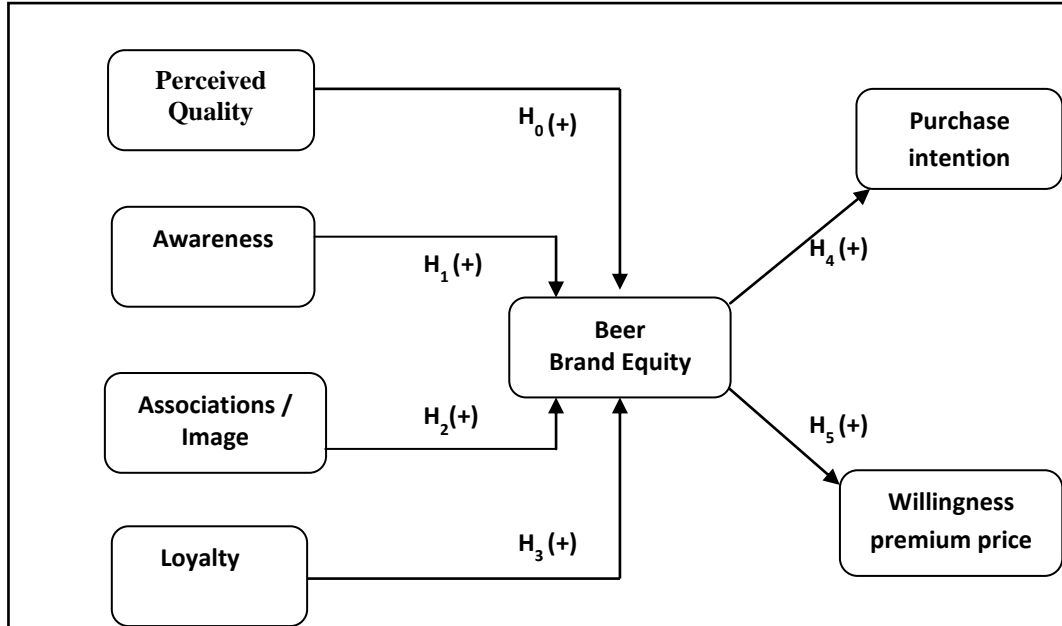 Perceived
Quality
H0 (+)
Purchase
intention
Awareness
H1 (+)
H4 (+)
Beer
Brand Equity
Associations /
Image
H2(+)
H5 (+)
Loyalty
H3 (+)
Willingness
premium price